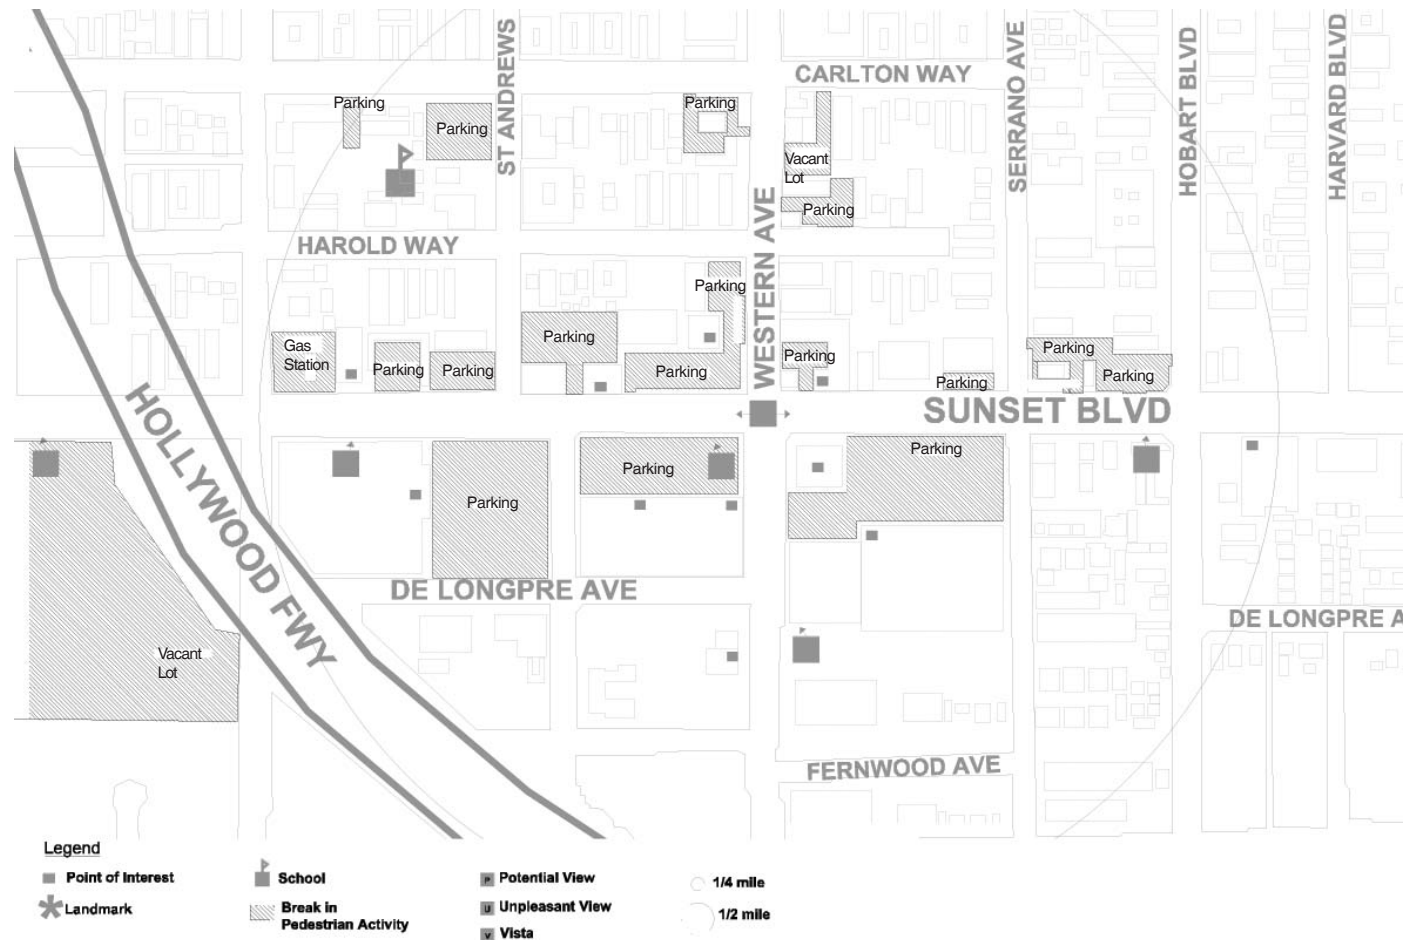 ST ANDREWS
CARLTON WAY
SERRANO AVE
HOBART BLVD
HARVARD BLVD
Parking
Parking
Parking
Vacant
Lot
Parking
HAROLD WAY
WESTERN AVE
Parking
Gas
Station
Parking
Parking
Parking
Parking
Parking
Parking
Parking
Parking
SUNSET BLVD
HOLLYWOOD FWY
Parking
Parking
Parking
DE LONGPRE AVE
DE LONGPRE A
Vacant
Lot
FERNWOOD AVE
Legend
Point of Interest
Landmark
School
Break in
Pedestrian Activity
P Potential View
U Unpleasant View
V Vista
1/4 mile
1/2 mile